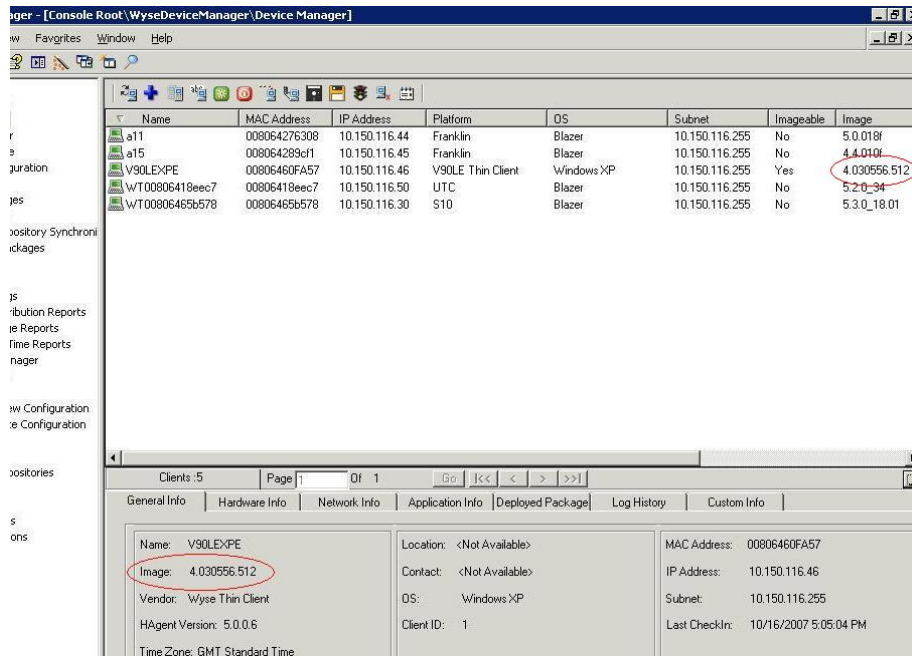 ager - [Console Root\WyseDeviceManager\Device Manager]
ew Favorites Window Help
Name MAC Address IP Address Platform OS Subnet Imageable Image
a11 008064276308 10.150.116.44 Franklin Blazer 10.150.116.255 No 5.0.018f
a15 008064289cf1 10.150.116.45 Franklin Blazer 10.150.116.255 No 4.4.010f
V90LEXPE 00806460FA57 10.150.116.46 V90LE Thin Client Windows XP 10.150.116.255 Yes 4.030556.512
WT00806418eec7 00806418eec7 10.150.116.50 UTC Blazer 10.150.116.255 No 5.2.0_34
WT00806465b578 00806465b578 10.150.116.30 S10 Blazer 10.150.116.255 No 5.3.0_18.01
r
e
guration
ges
pository Synchroni
ackages
gs
ribution Reports
ge Reports
Time Reports
nager
ew Configuration
ce Configuration
positories
s
ons
Clients :5 Page 1 Of 1 Go |<< < > >>|
General Info Hardware Info Network Info Application Info Deployed Package Log History Custom Info
Name: V90LEXPE Location: <Not Available> MAC Address: 00806460FA57
Image: 4.030556.512 Contact: <Not Available> IP Address: 10.150.116.46
Vendor: Wyse Thin Client OS: Windows XP Subnet: 10.150.116.255
HAgent Version: 5.0.0.6 Client ID: 1 Last CheckIn: 10/16/2007 5:05:04 PM
Time Zone: GMT Standard Time